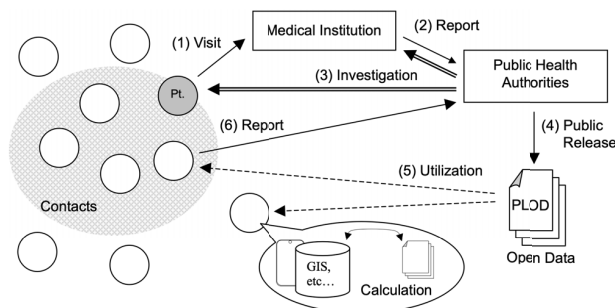 (1) Visit
Medical Institution
(2) Report
Public Health
Authorities
(3) Investigation
Pt.
(6) Report
(4) Public
Release
(5) Utilization
Contacts
PLOD
Open Data
GIS,
etc…
Calculation